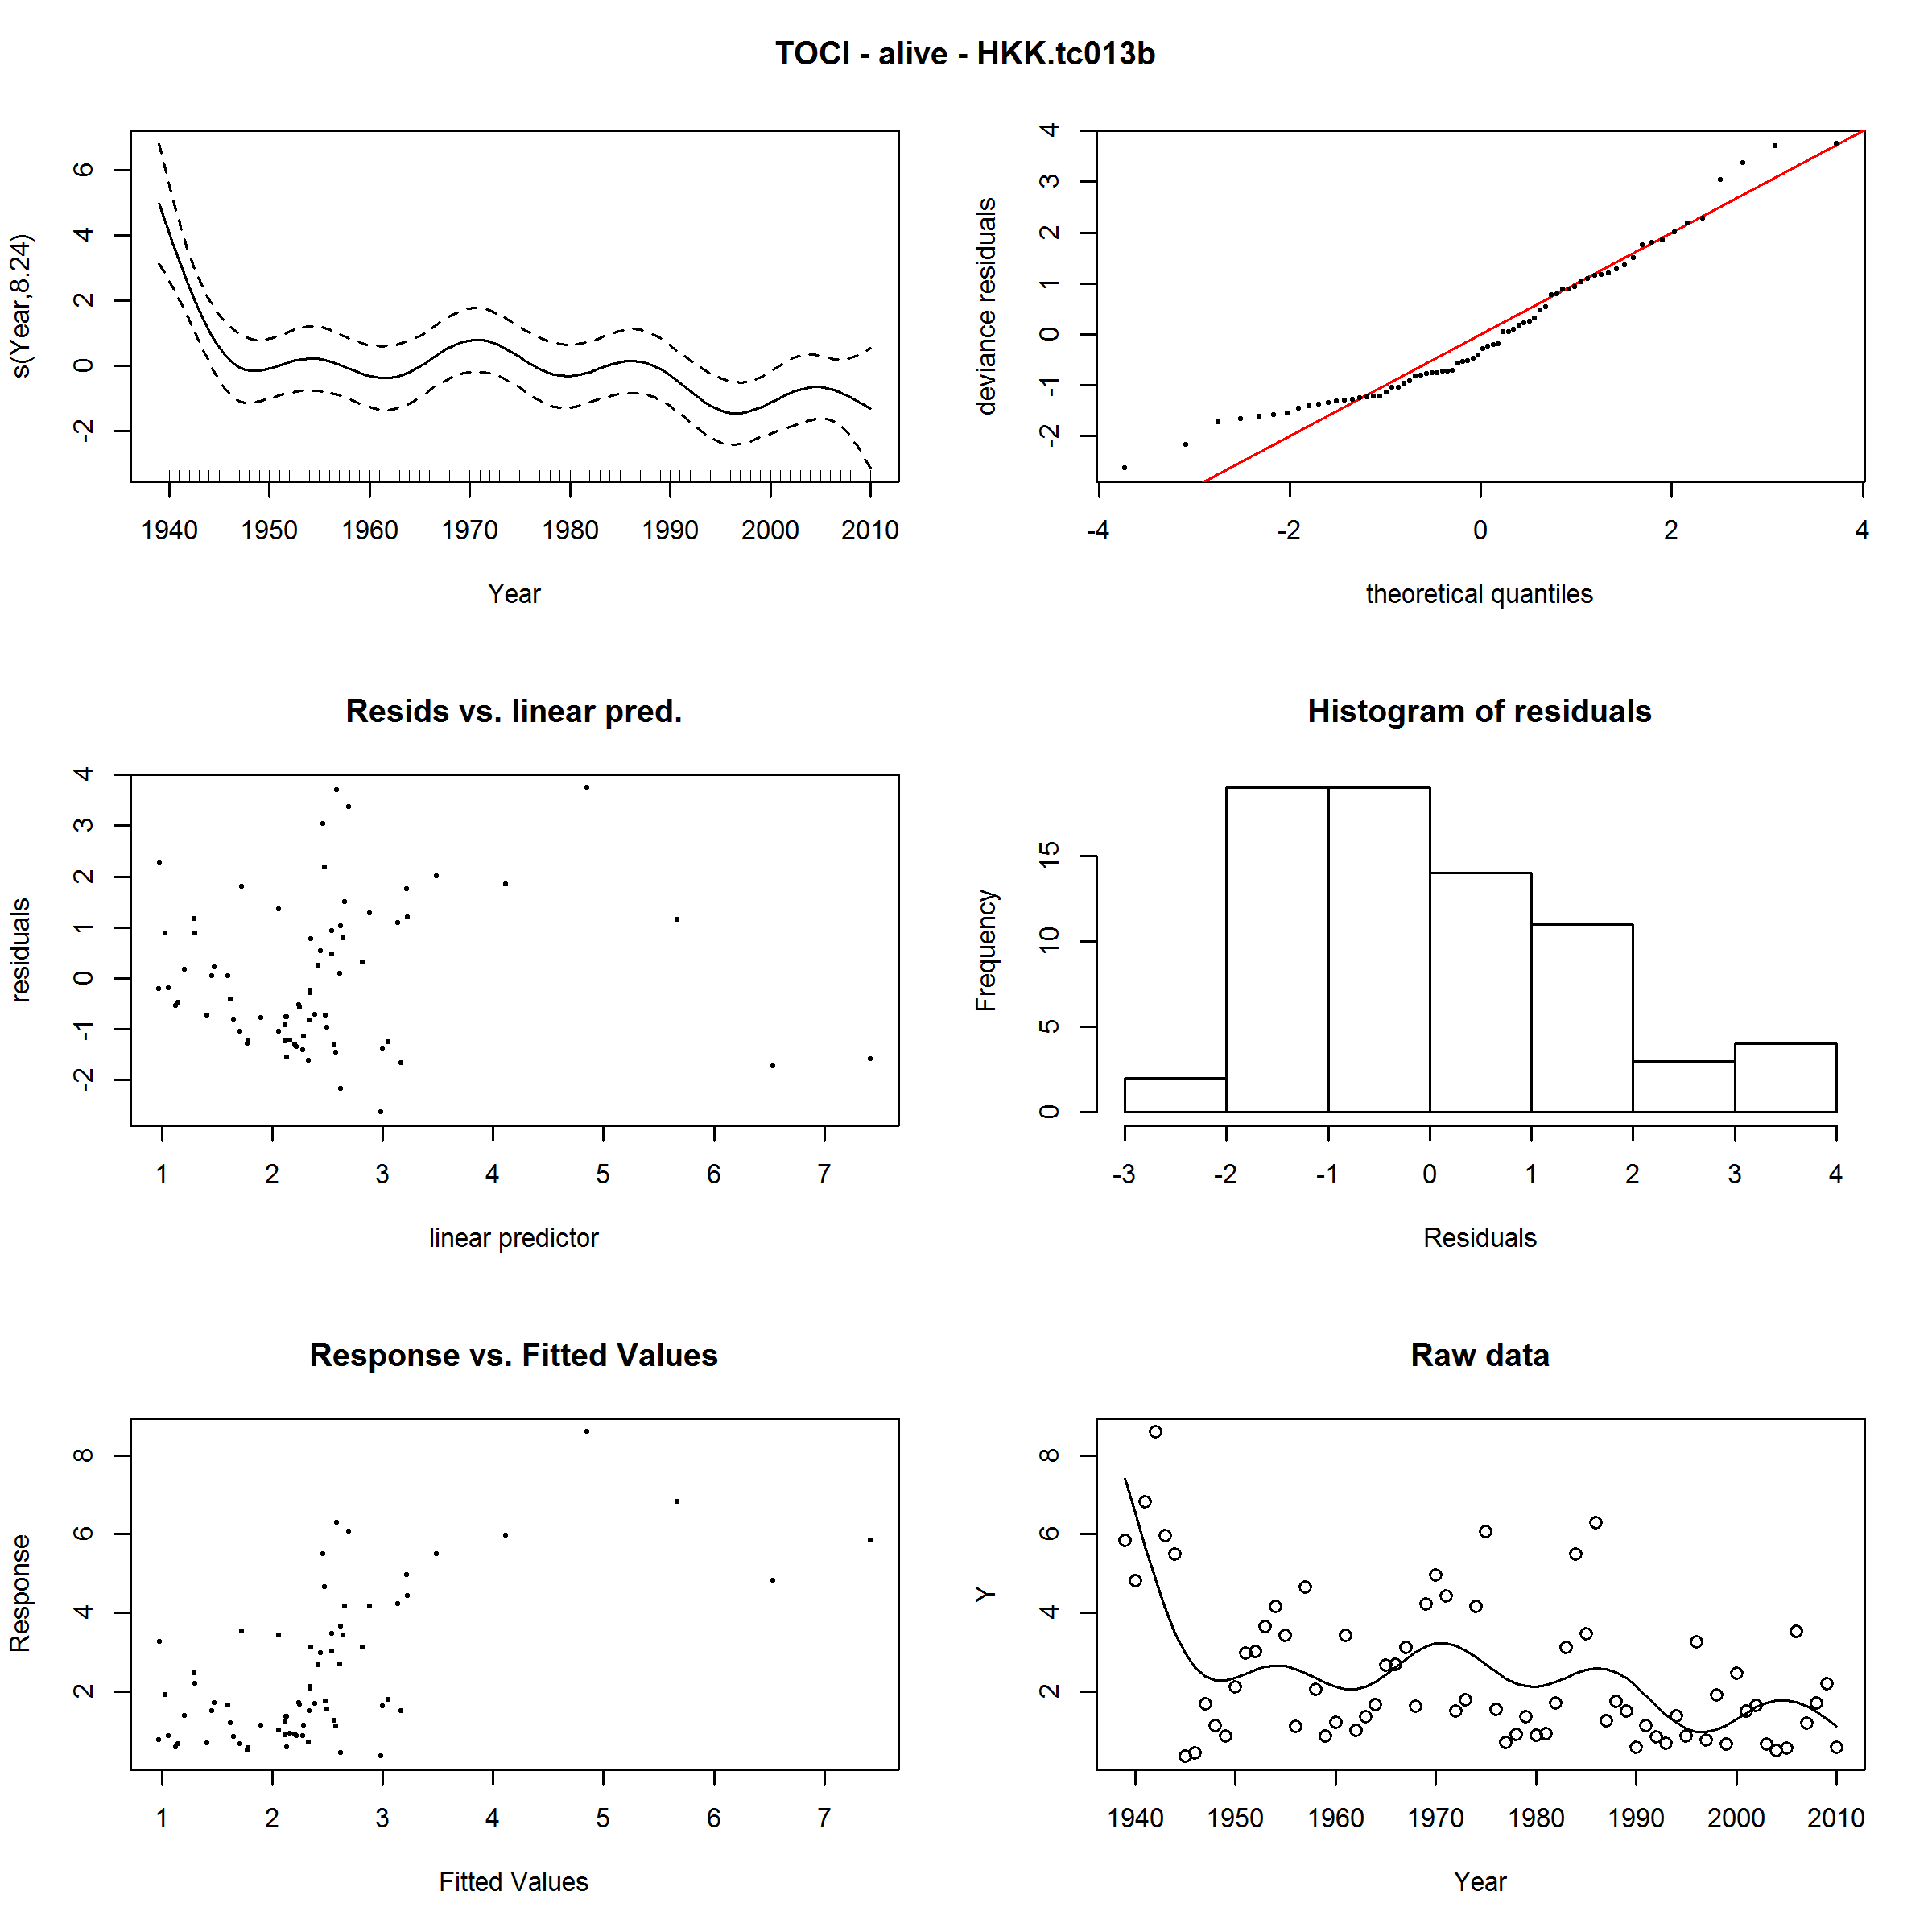 TOCI - alive - HKK.tc013b
s(Year,8.24)
6
4
2
0
-2
1940 1950 1960 1970 1980 1990 2000 2010
Year
deviance residuals
4
3
2
1
0
-1
-2
-4 -2 0 2 4
theoretical quantiles
Resids vs. linear pred.
residuals
4
3
2
1
0
-1
-2
1 2 3 4 5 6 7
linear predictor
Histogram of residuals
Frequency
15
10
5
0
-3 -2 -1 0 1 2 3 4
Residuals
Response vs. Fitted Values
Response
8
6
4
2
1 2 3 4 5 6 7
Fitted Values
Raw data
Y
8
6
4
2
1940 1950 1960 1970 1980 1990 2000 2010
Year